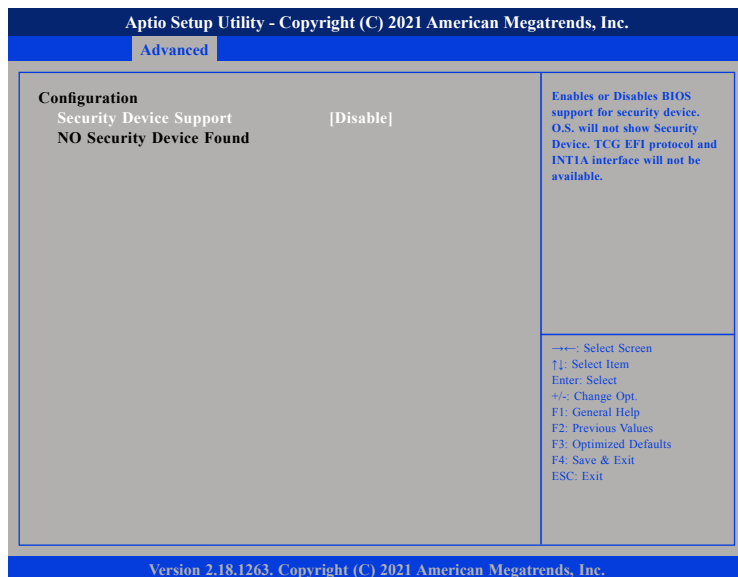 Aptio Setup Utility - Copyright (C) 2021 American Megatrends, Inc.
Advanced
Configuration
Security Device Support [Disable]
NO Security Device Found
Enables or Disables BIOS
support for security device.
O.S. will not show Security
Device. TCG EFI protocol and
INT1A interface will not be
available.
→←: Select Screen
↑↓: Select Item
Enter: Select
+/-: Change Opt.
F1: General Help
F2: Previous Values
F3: Optimized Defaults
F4: Save & Exit
ESC: Exit
Version 2.18.1263. Copyright (C) 2021 American Megatrends, Inc.